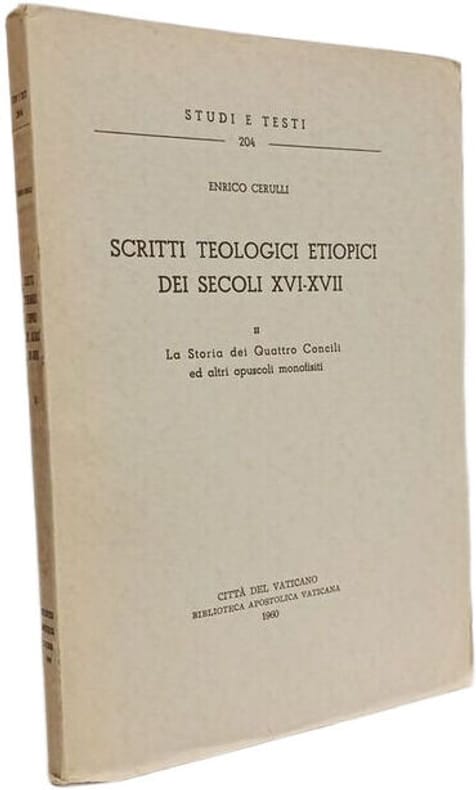 STUDI E TESTI
204
ENRICO CERULLI
SCRITTI TEOLOGICI ETIOPICI
DEI SECOLI XVI-XVII
II
La Storia dei Quattro Concili
ed altri opuscoli monofisiti
CITTÀ DEL VATICANO
BIBLIOTECA APOSTOLICA VATICANA
1960